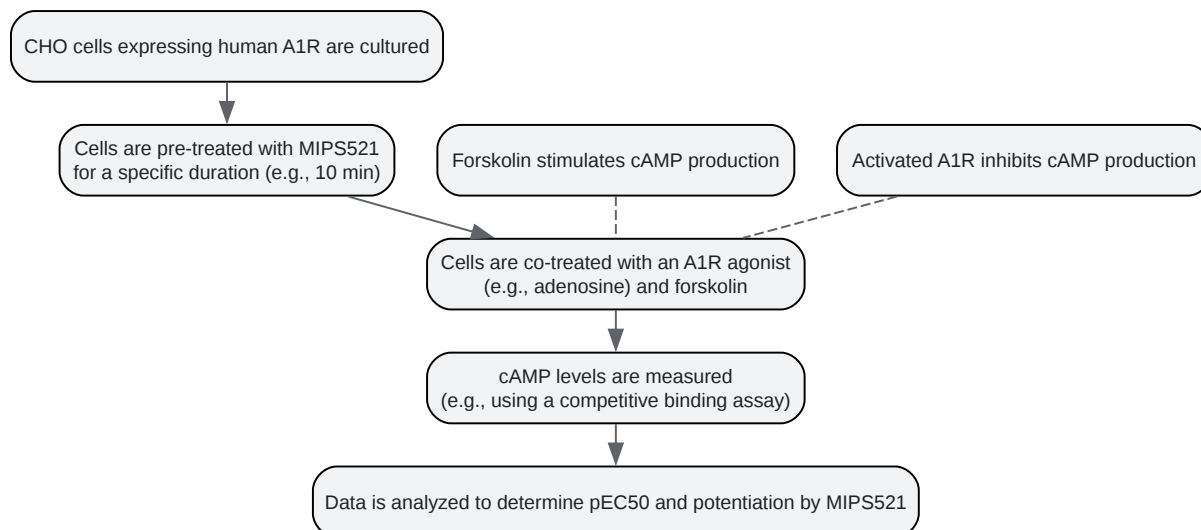 CHO cells expressing human A1R are cultured
Cells are pre-treated with MIPS521
for a specific duration (e.g., 10 min)
Forskolin stimulates cAMP production
Activated A1R inhibits cAMP production
Cells are co-treated with an A1R agonist
(e.g., adenosine) and forskolin
cAMP levels are measured
(e.g., using a competitive binding assay)
Data is analyzed to determine pEC50 and potentiation by MIPS521